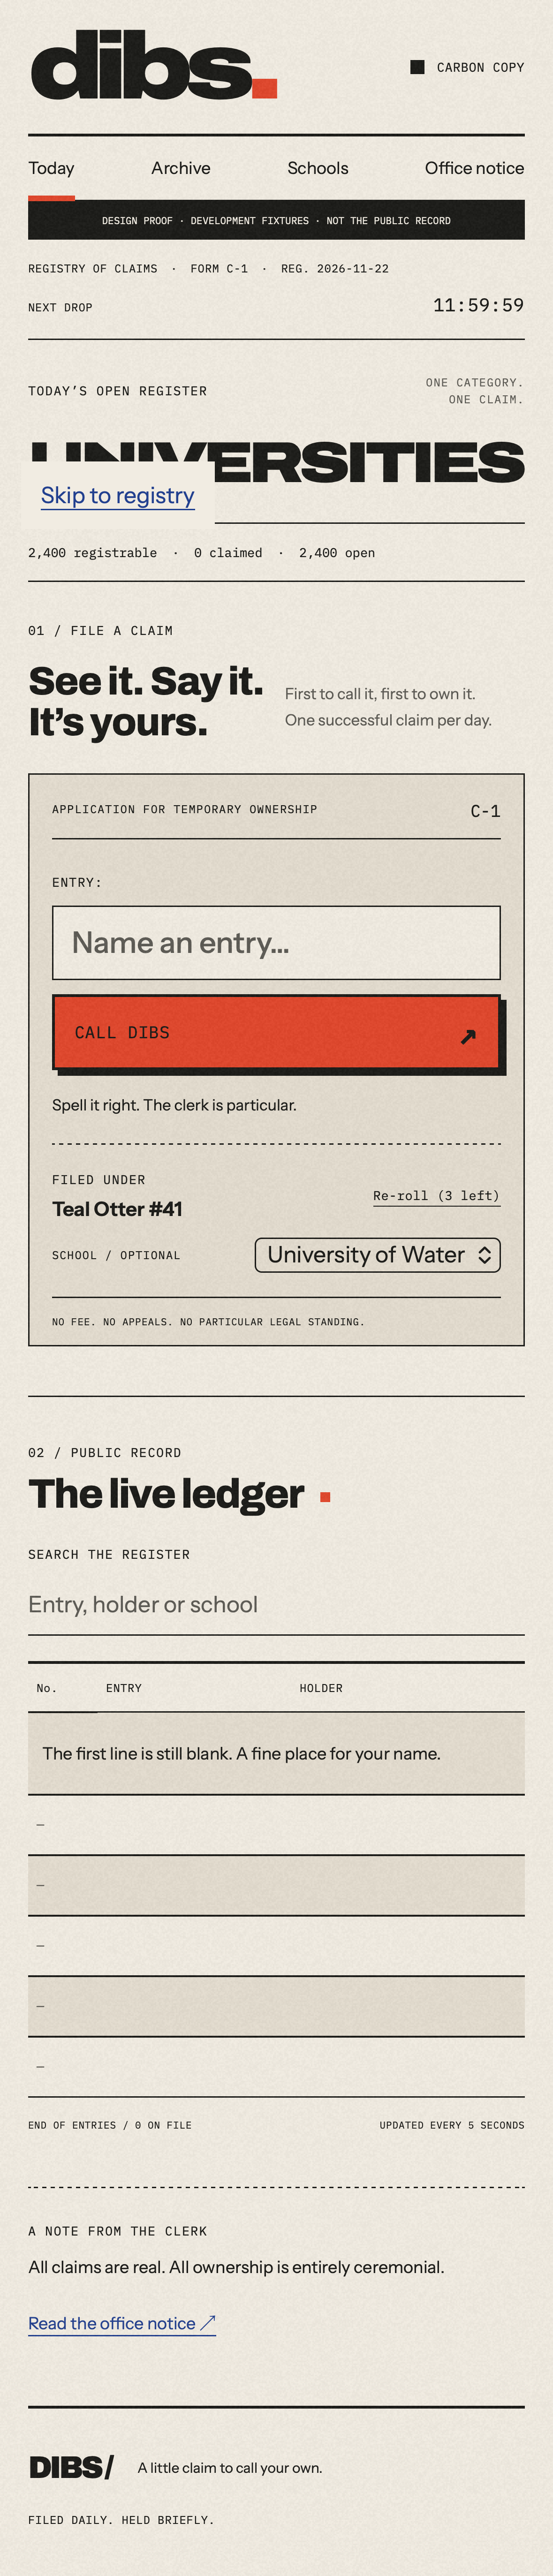 dibs.
CARBON COPY
Today
Archive
Schools
Office notice
DESIGN PROOF · DEVELOPMENT FIXTURES · NOT THE PUBLIC RECORD
REGISTRY OF CLAIMS · FORM C-1 · REG. 2026-11-22
NEXT DROP
11:59:59
TODAY’S OPEN REGISTER
ONE CATEGORY.
ONE CLAIM.
UNIVERSITIES
Skip to registry
2,400 registrable · 0 claimed · 2,400 open
01 / FILE A CLAIM
See it. Say it.
It’s yours.
First to call it, first to own it.
One successful claim per day.
APPLICATION FOR TEMPORARY OWNERSHIP
C-1
ENTRY:
Name an entry…
CALL DIBS ↗
Spell it right. The clerk is particular.
FILED UNDER
Teal Otter #41
Re-roll (3 left)
SCHOOL / OPTIONAL
University of Water
NO FEE. NO APPEALS. NO PARTICULAR LEGAL STANDING.
02 / PUBLIC RECORD
The live ledger
SEARCH THE REGISTER
Entry, holder or school
No.
ENTRY
HOLDER
The first line is still blank. A fine place for your name.
—
—
—
—
—
END OF ENTRIES / 0 ON FILE
UPDATED EVERY 5 SECONDS
A NOTE FROM THE CLERK
All claims are real. All ownership is entirely ceremonial.
Read the office notice ↗
DIBS/
A little claim to call your own.
FILED DAILY. HELD BRIEFLY.